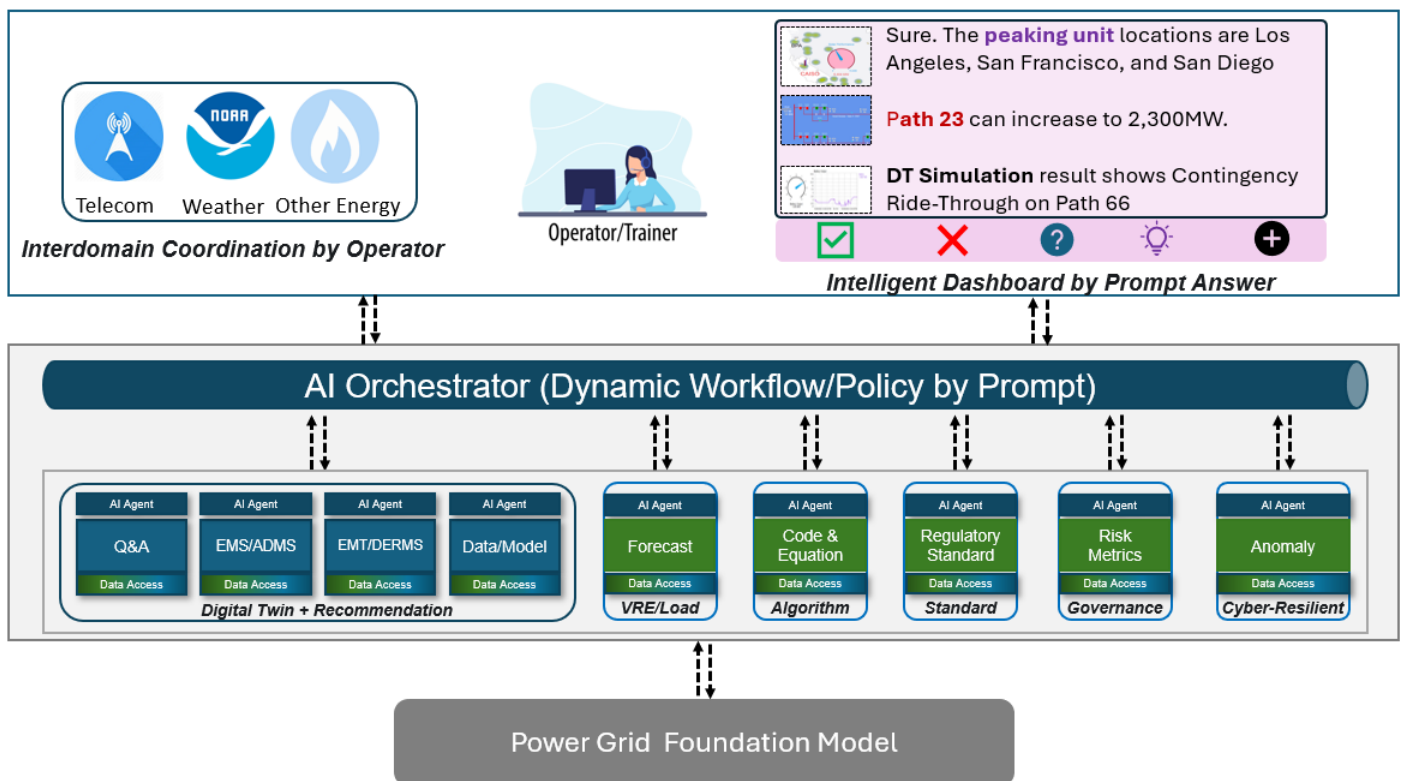 Sure. The peaking unit locations are Los
Angeles, San Francisco, and San Diego
Path 23 can increase to 2,300MW.
DT Simulation result shows Contingency
Ride-Through on Path 66
NOAA
CAISO
Telecom
Weather
Other Energy
Interdomain Coordination by Operator
Operator/Trainer
?
Intelligent Dashboard by Prompt Answer
AI Orchestrator (Dynamic Workflow/Policy by Prompt)
AI Agent
Q&A
Data Access
AI Agent
EMS/ADMS
Data Access
AI Agent
EMT/DERMS
Data Access
AI Agent
Data/Model
Data Access
Digital Twin + Recommendation
AI Agent
Forecast
Data Access
VRE/Load
AI Agent
Code &
Equation
Data Access
Algorithm
AI Agent
Regulatory
Standard
Data Access
Standard
AI Agent
Risk
Metrics
Data Access
Governance
AI Agent
Anomaly
Data Access
Cyber-Resilient
Power Grid Foundation Model